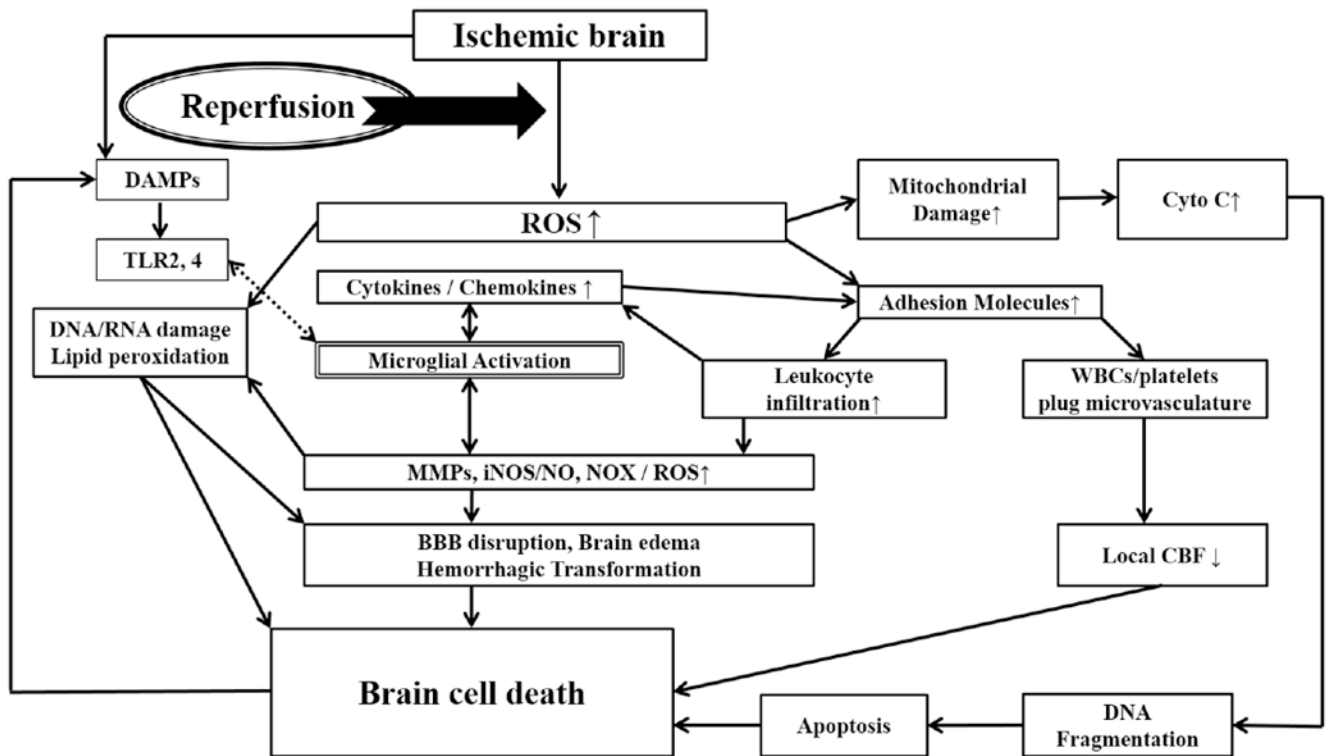 Ischemic brain
Reperfusion
DAMPs
Mitochondrial
Damage↑
Cyto C↑
ROS↑
TLR2, 4
Cytokines / Chemokines ↑
Adhesion Molecules↑
DNA/RNA damage
Lipid peroxidation
Microglial Activation
Leukocyte
infiltration↑
WBCs/platelets
plug microvasculature
MMPs, iNOS/NO, NOX / ROS↑
BBB disruption, Brain edema
Hemorrhagic Transformation
Local CBF ↓
Brain cell death
Apoptosis
DNA
Fragmentation